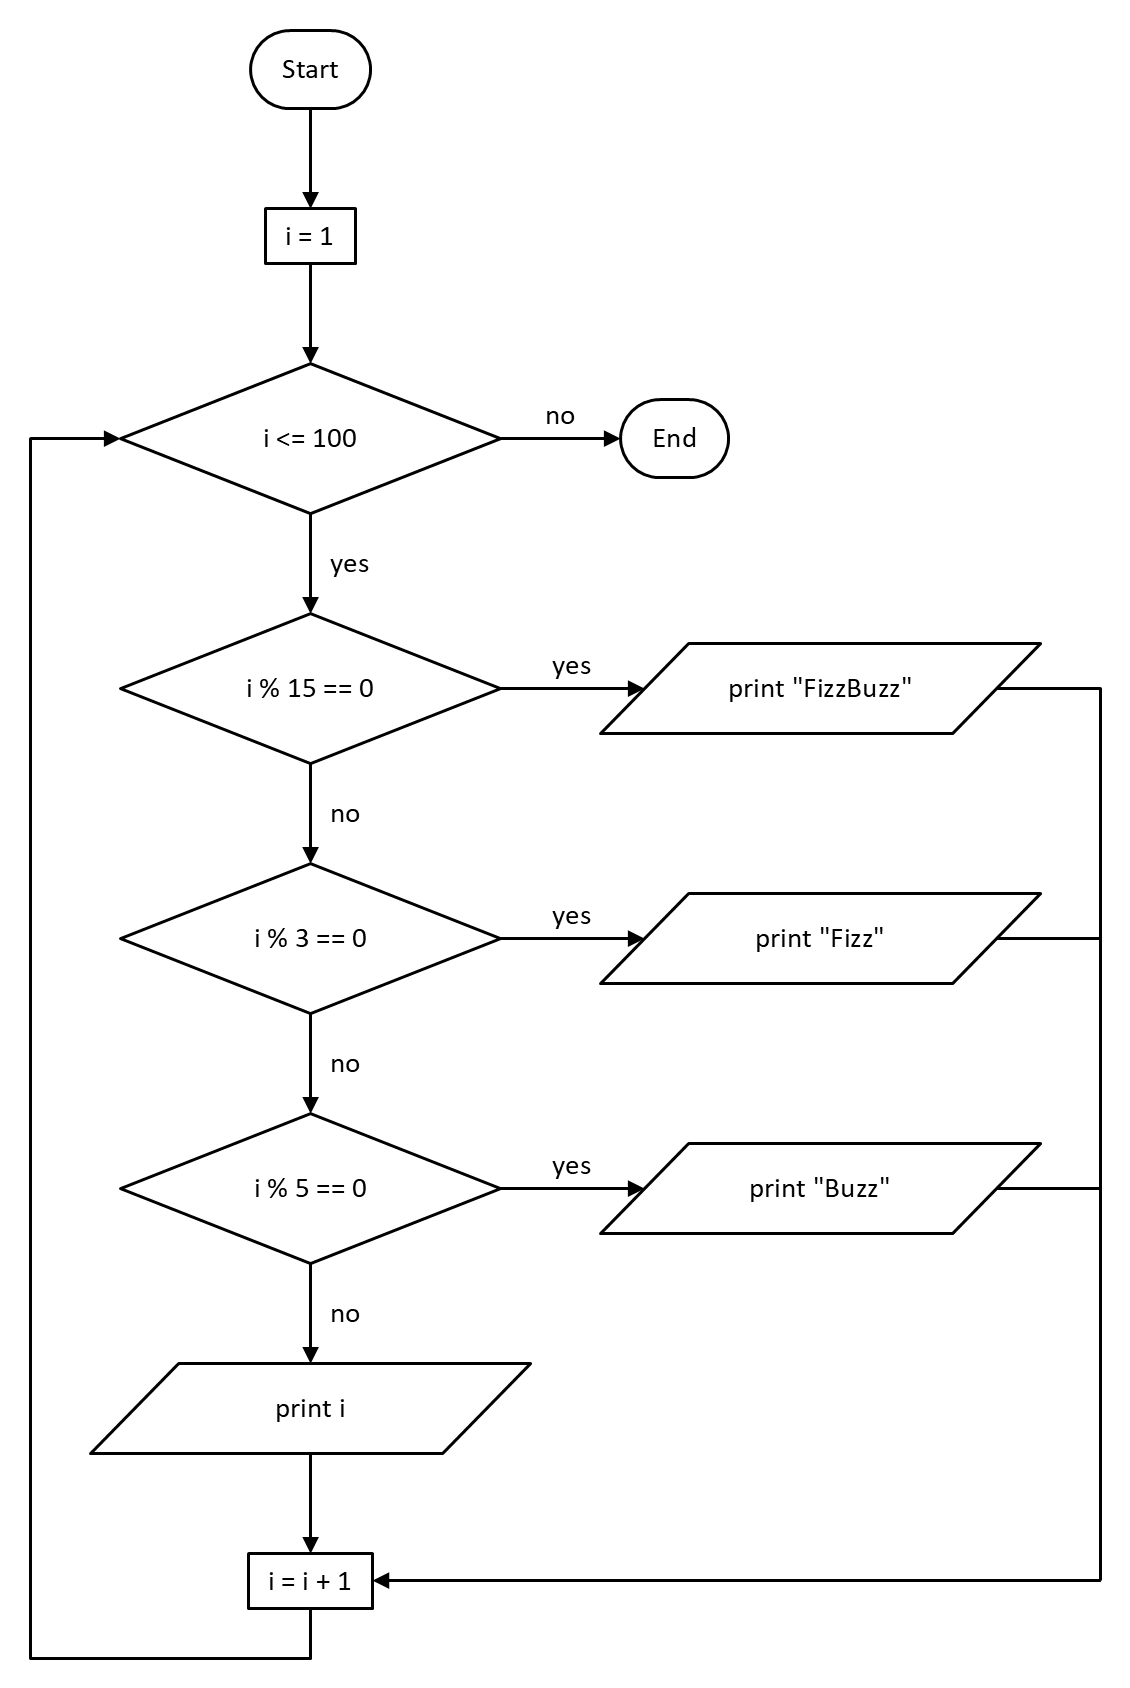 Start
i = 1
i <= 100
no
End
yes
i % 15 == 0
yes
print "FizzBuzz"
no
i % 3 == 0
yes
print "Fizz"
no
i % 5 == 0
yes
print "Buzz"
no
print i
i = i + 1